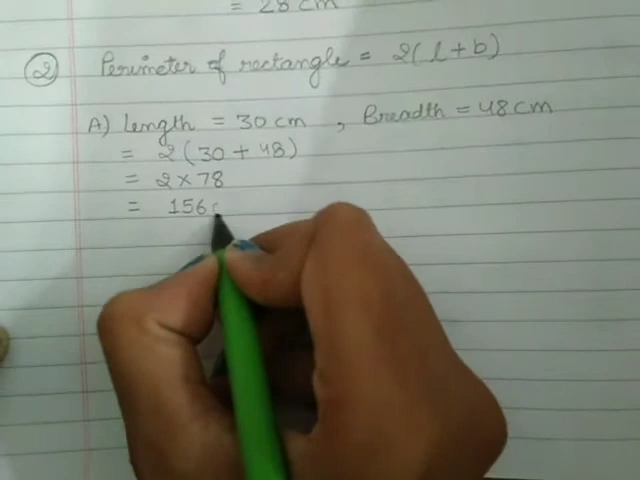 = 28 cm
2 Perimeter of rectangle = 2(l+b)
A) Length = 30 cm , Breadth = 48 cm
= 2(30+48)
= 2×78
= 156